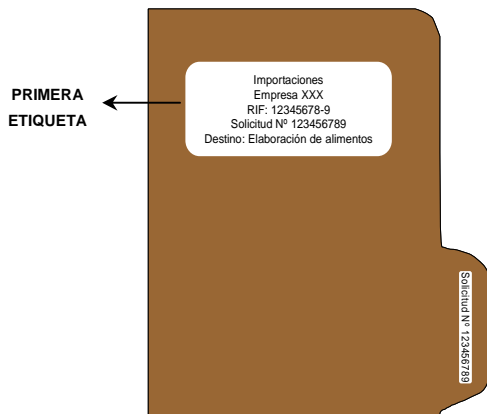 PRIMERA
ETIQUETA
Importaciones
Empresa XXX
RIF: 12345678-9
Solicitud Nº 123456789
Destino: Elaboración de alimentos
Solicitud Nº 123456789